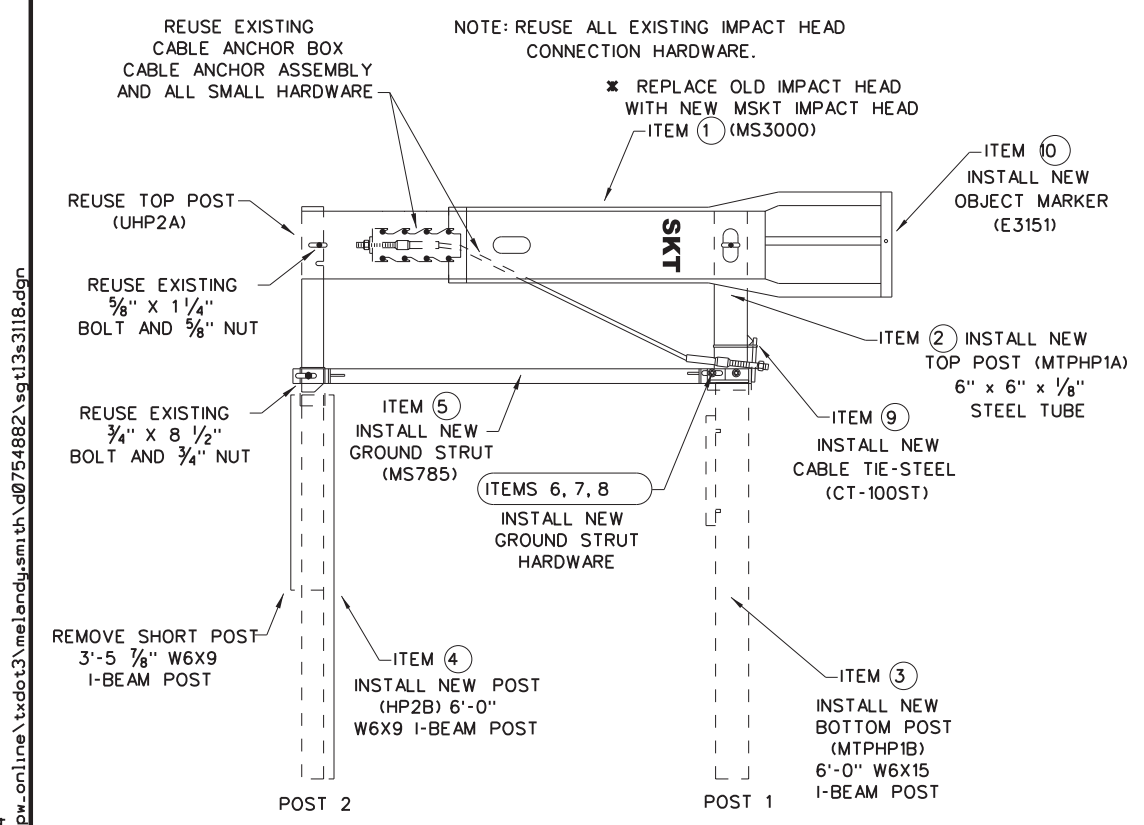 REUSE EXISTING
CABLE ANCHOR BOX
CABLE ANCHOR ASSEMBLY
AND ALL SMALL HARDWARE
NOTE: REUSE ALL EXISTING IMPACT HEAD
CONNECTION HARDWARE.
* REPLACE OLD IMPACT HEAD
WITH NEW MSKT IMPACT HEAD
ITEM 1 (MS3000)
ITEM 10
INSTALL NEW
OBJECT MARKER
(E3151)
REUSE TOP POST
(UHP2A)
SKT
REUSE EXISTING
5/8" X 1 1/4"
BOLT AND 5/8" NUT
ITEM 2 INSTALL NEW
TOP POST (MTPHP1A)
6" x 6" x 1/8"
STEEL TUBE
REUSE EXISTING
3/4" X 8 1/2"
BOLT AND 3/4" NUT
ITEM 5
INSTALL NEW
GROUND STRUT
(MS785)
ITEM 9
INSTALL NEW
CABLE TIE-STEEL
(CT-100ST)
ITEMS 6, 7, 8
INSTALL NEW
GROUND STRUT
HARDWARE
REMOVE SHORT POST
3'-5 7/8" W6X9
I-BEAM POST
ITEM 4
INSTALL NEW POST
(HP2B) 6'-0"
W6X9 I-BEAM POST
ITEM 3
INSTALL NEW
BOTTOM POST
(MTPHP1B)
6'-0" W6X15
I-BEAM POST
POST 2
POST 1
pw_online\txdot3\melandy.smith\d0754882\sgt13s3118.dgn